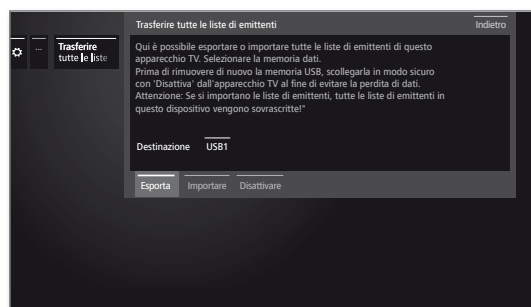 Trasferire tutte le liste di emittenti
Indietro
...
Trasferire
tutte le liste
Qui è possibile esportare o importare tutte le liste di emittenti di questo
apparecchio TV. Selezionare la memoria dati.
Prima di rimuovere di nuovo la memoria USB, scollegarla in modo sicuro
con 'Disattiva' dall'apparecchio TV al fine di evitare la perdita di dati.
Attenzione: Se si importano le liste di emittenti, tutte le liste di emittenti in
questo dispositivo vengono sovrascritte!"
Destinazione USB1
Esporta Importare Disattivare